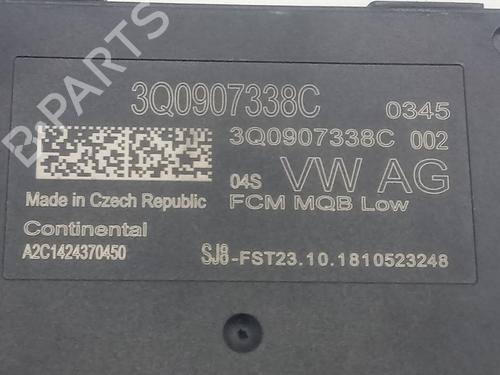 B-PARTS
3Q0907338C 0345
3Q0907338C 002
04S VW AG
Made in Czech Republic FCM MQB Low
Continental
A2C1424370450 SJ8-FST23.10.1810523248